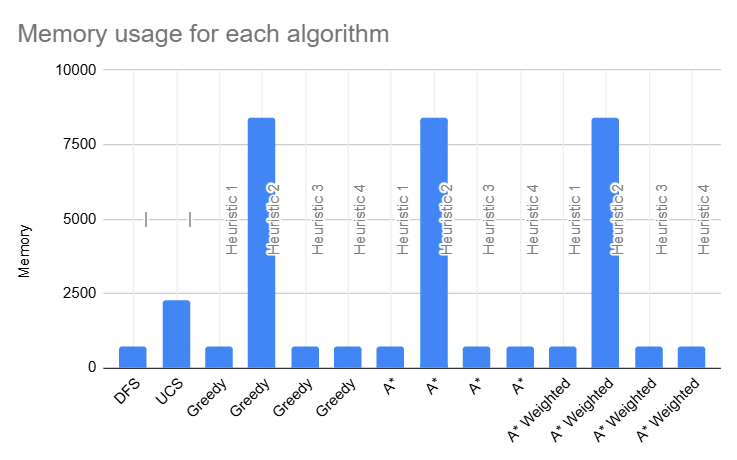 Memory usage for each algorithm
Memory
10000
7500
5000
2500
0
—
—
Heuristic 1
Heuristic 2
Heuristic 3
Heuristic 4
Heuristic 1
Heuristic 2
Heuristic 3
Heuristic 4
Heuristic 1
Heuristic 2
Heuristic 3
Heuristic 4
DFS
UCS
Greedy
Greedy
Greedy
Greedy
A*
A*
A*
A*
A* Weighted
A* Weighted
A* Weighted
A* Weighted